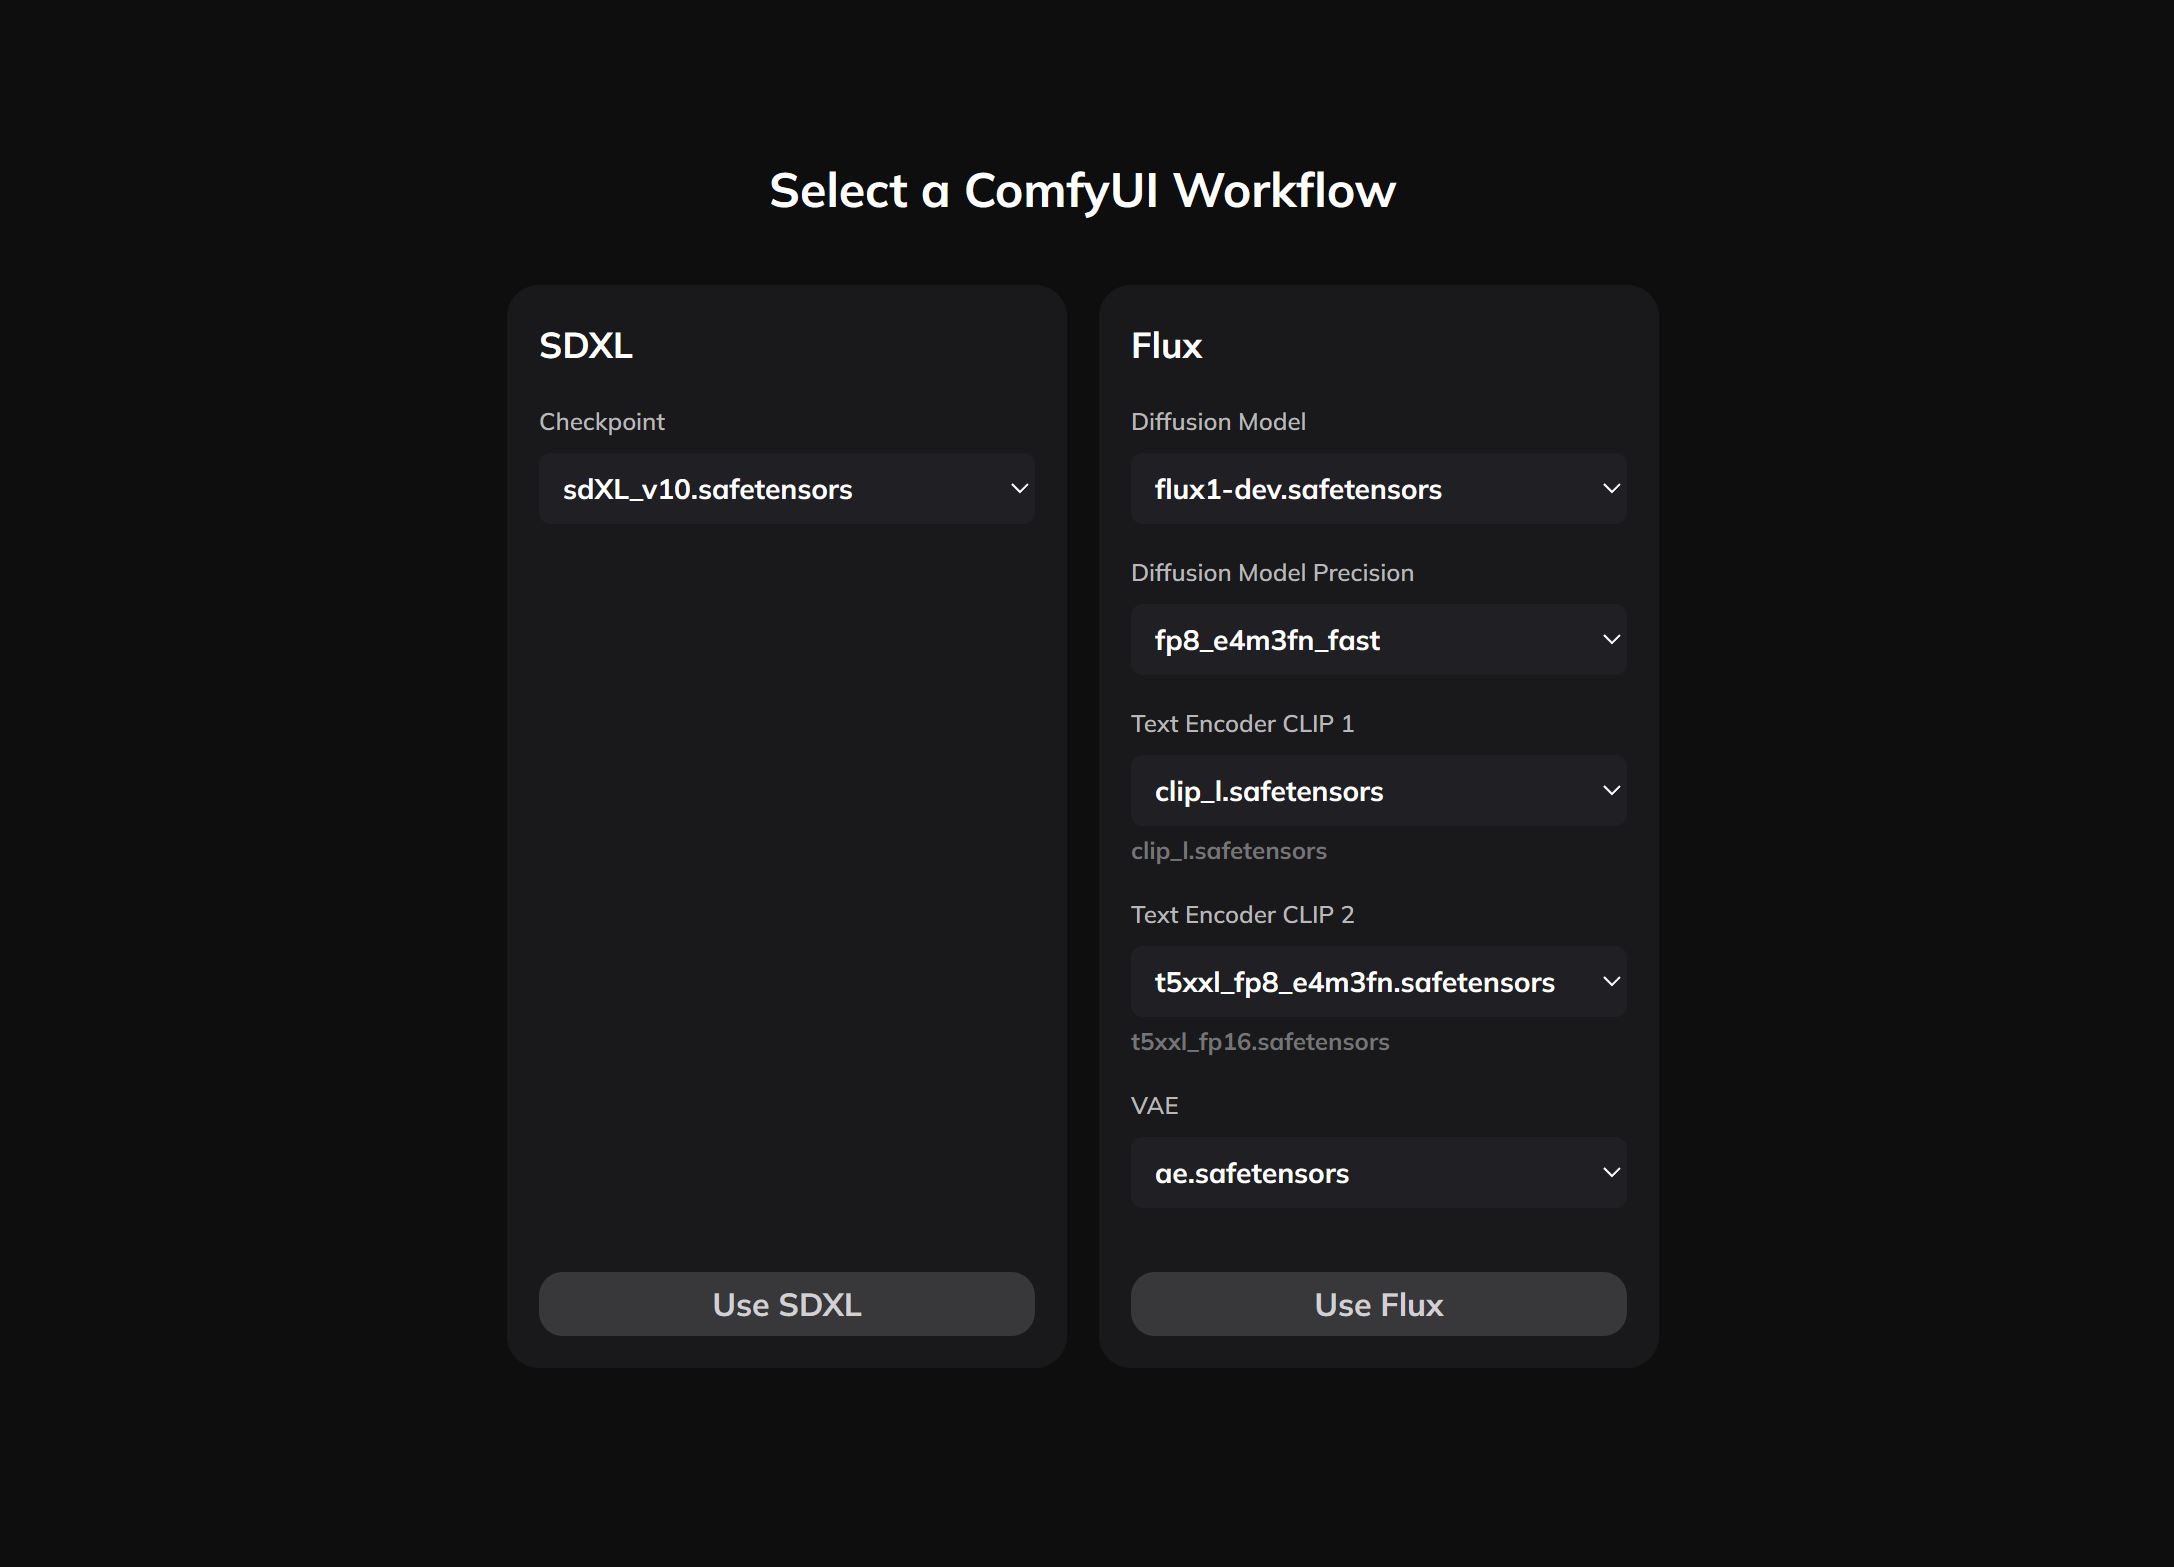 Select a ComfyUI Workflow
SDXL
Checkpoint
sdXL_v10.safetensors
Use SDXL
Flux
Diffusion Model
flux1-dev.safetensors
Diffusion Model Precision
fp8_e4m3fn_fast
Text Encoder CLIP 1
clip_l.safetensors
clip_l.safetensors
Text Encoder CLIP 2
t5xxl_fp8_e4m3fn.safetensors
t5xxl_fp16.safetensors
VAE
ae.safetensors
Use Flux